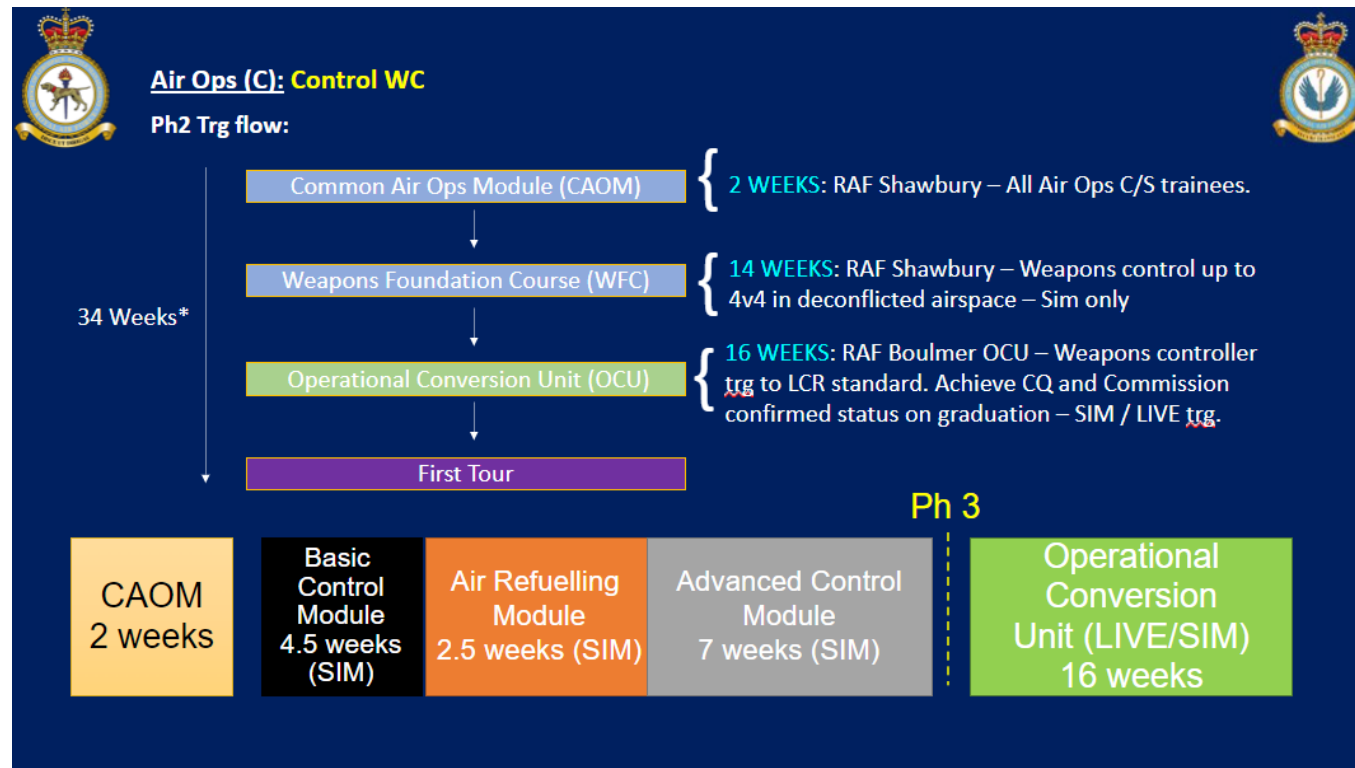 Air Ops (C): Control WC
Ph2 Trg flow:
34 Weeks*
Common Air Ops Module (CAOM)
2 WEEKS: RAF Shawbury – All Air Ops C/S trainees.
Weapons Foundation Course (WFC)
14 WEEKS: RAF Shawbury – Weapons control up to
4v4 in deconflicted airspace – Sim only
Operational Conversion Unit (OCU)
16 WEEKS: RAF Boulmer OCU – Weapons controller
trg to LCR standard. Achieve CQ and Commission
confirmed status on graduation – SIM / LIVE trg.
First Tour
Ph 3
CAOM
2 weeks
Basic
Control
Module
4.5 weeks
(SIM)
Air Refuelling
Module
2.5 weeks (SIM)
Advanced Control
Module
7 weeks (SIM)
Operational
Conversion
Unit (LIVE/SIM)
16 weeks